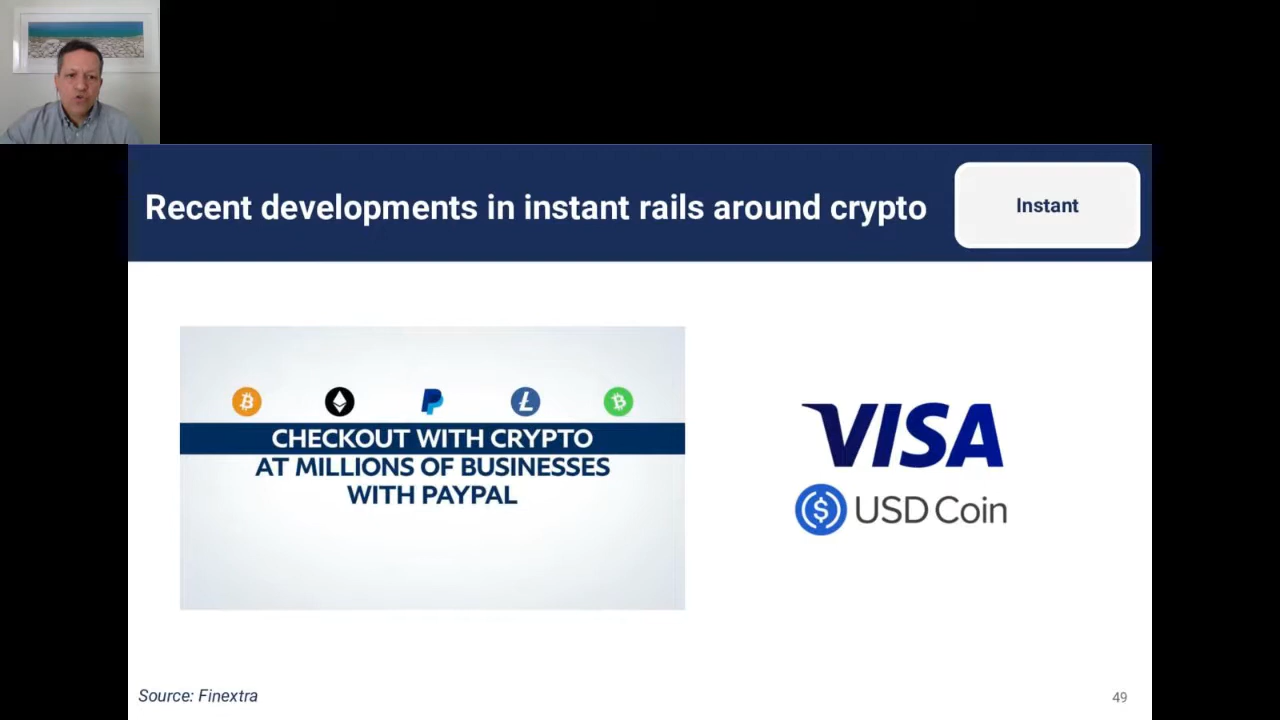 Recent developments in instant rails around crypto
Instant
CHECKOUT WITH CRYPTO
AT MILLIONS OF BUSINESSES
WITH PAYPAL
VISA
USD Coin
Source: Finextra
49